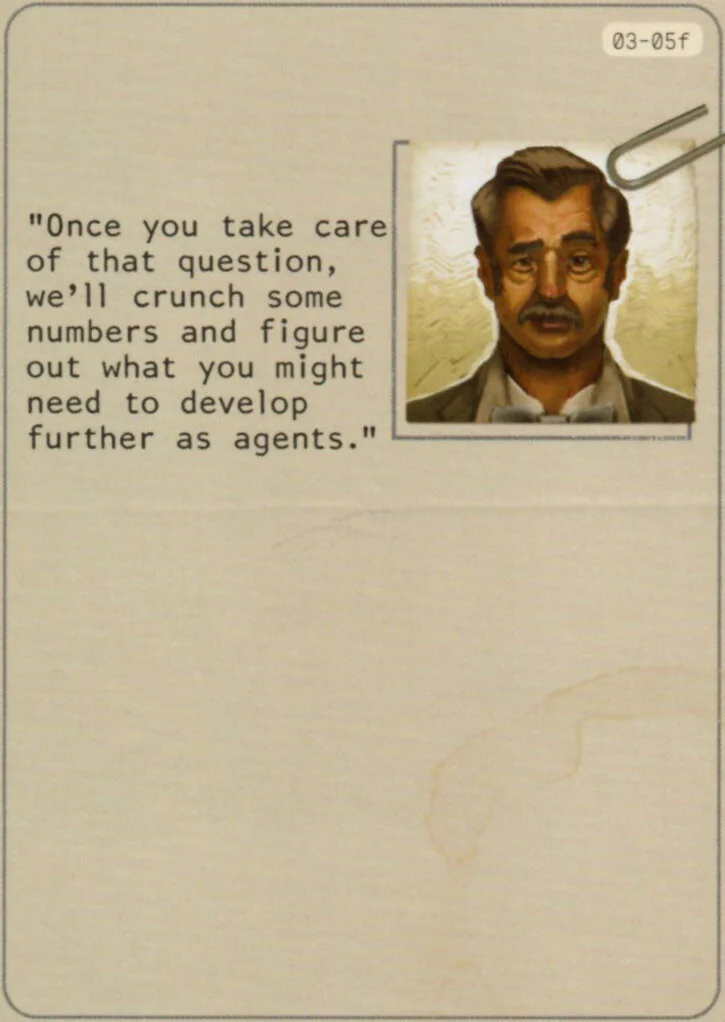 03-05f
"Once you take care
of that question,
we'll crunch some
numbers and figure
out what you might
need to develop
further as agents."